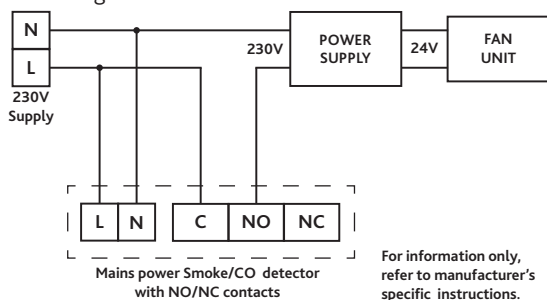 N
L
230V
Supply
230V
POWER
SUPPLY
24V
FAN
UNIT
L N C NO NC
Mains power Smoke/CO detector
with NO/NC contacts
For information only,
refer to manufacturer's
specific instructions.